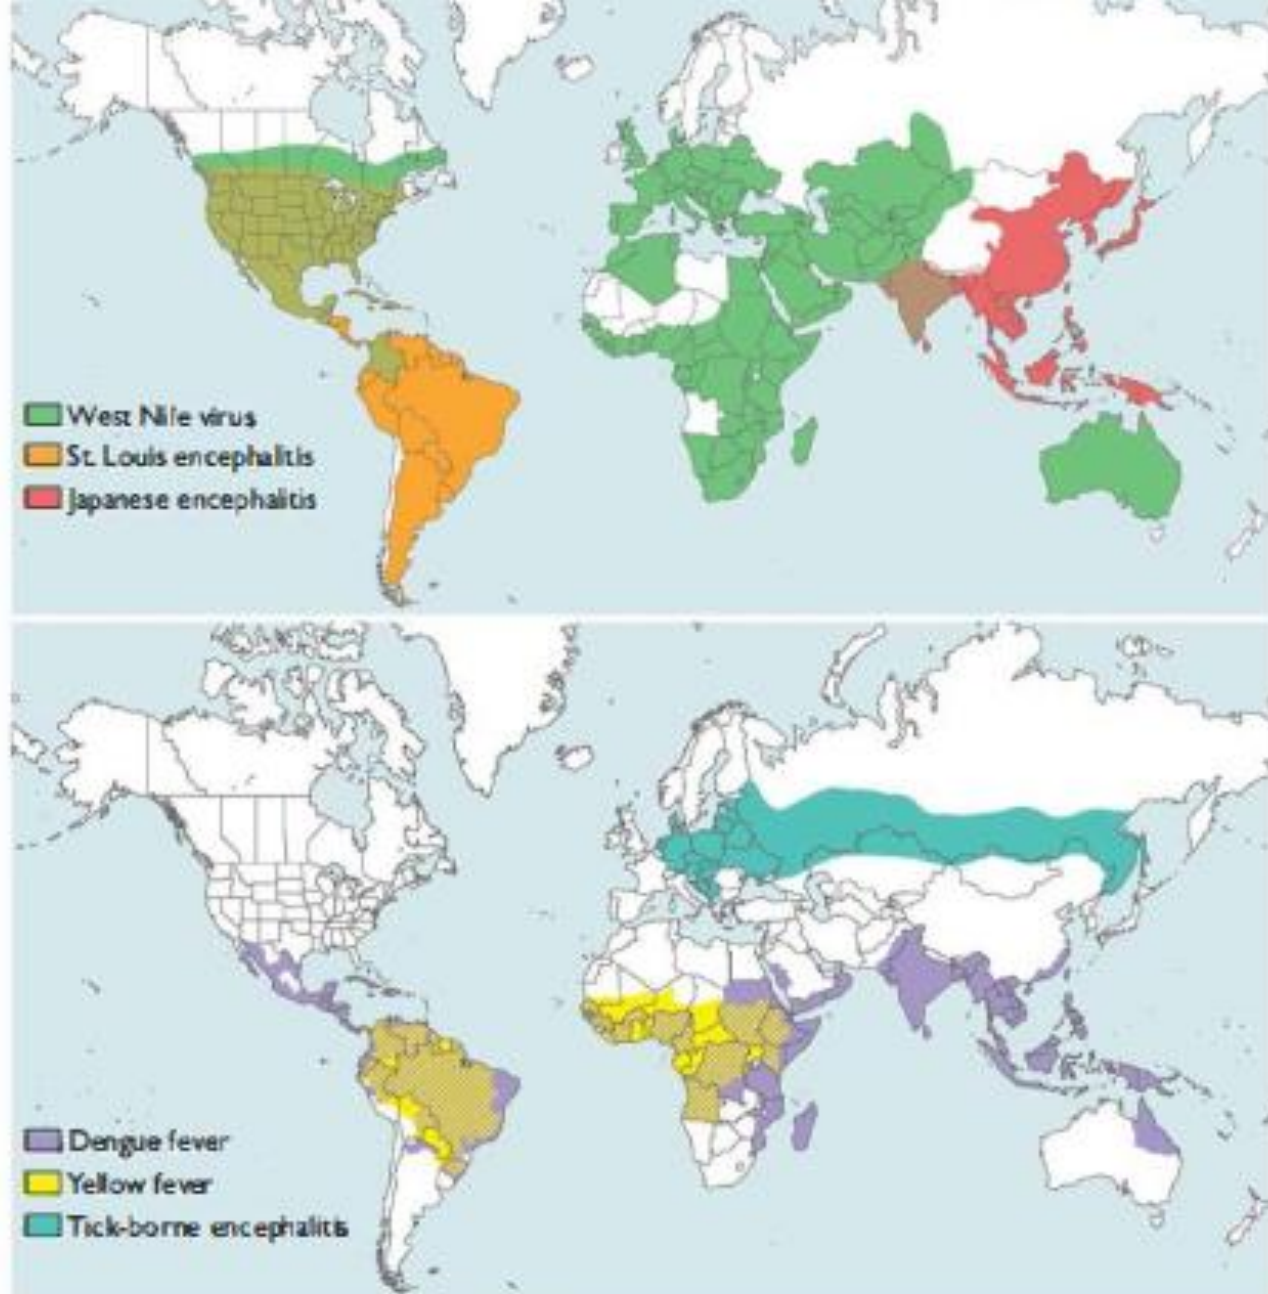 West Nile virus
St. Louis encephalitis
Japanese encephalitis
Dengue fever
Yellow fever
Tick-borne encephalitis